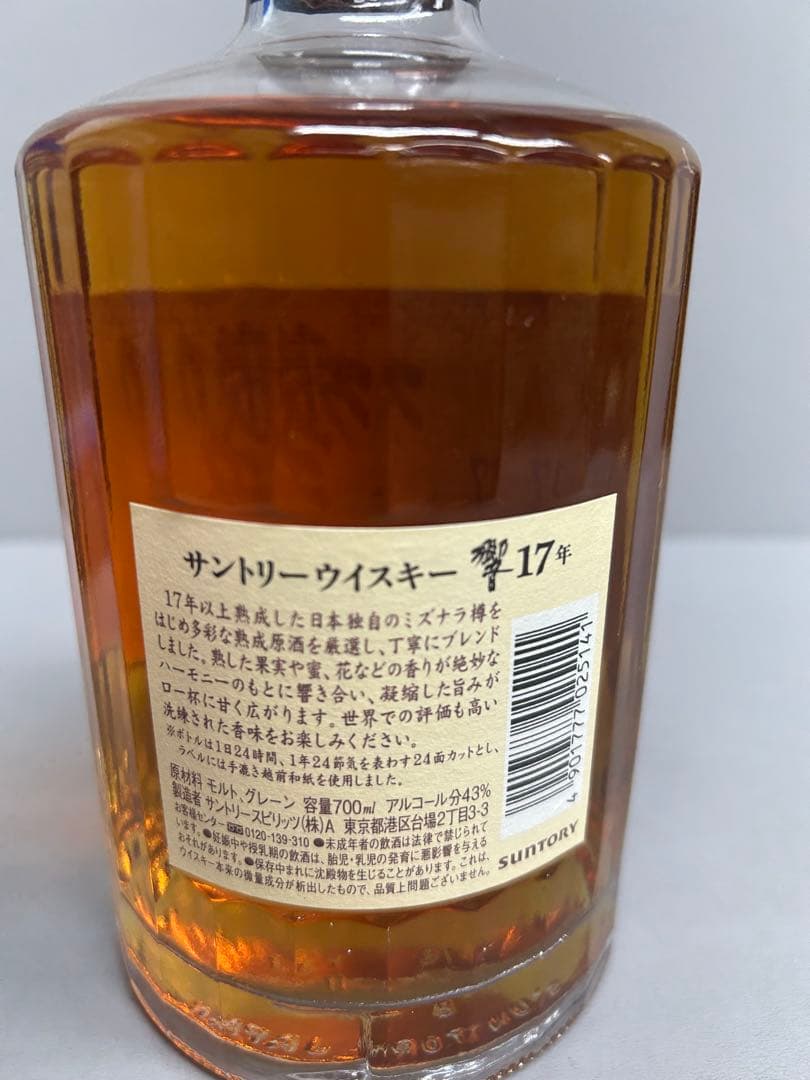 サントリーウイスキー 響17年
17年以上熟成した日本独自のミズナラ樽を
はじめ多彩な熟成原酒を厳選し、丁寧にブレンド
しました。熟した果実や蜜、花などの香りが絶妙な
ハーモニーのもとに響き合い、凝縮した旨みが
口一杯に甘く広がります。世界での評価も高い
洗練された香味をお楽しみください。
※ボトルは1日24時間、1年24節気を表わす24面カットとし、
ラベルには手漉き越前和紙を使用しました。
原材料 モルト、グレーン 容量700ml アルコール分43%
製造者 サントリースピリッツ(株)A 東京都港区台場2丁目3-3
お客様センター 0120-139-310 ●未成年者の飲酒は法律で禁じられて
います。●妊娠中や授乳期の飲酒は、胎児・乳児の発育に悪影響を与える
おそれがあります。●保存中まれに沈殿物を生じることがあります。これは、
ウイスキー本来の微量成分が析出したもので、品質上問題ございません。
4 901777 025141
SUNTORY